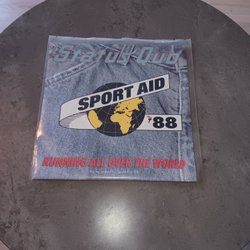 Status Quo
SPORT AID
'88
RUNNING ALL OVER THE WORLD